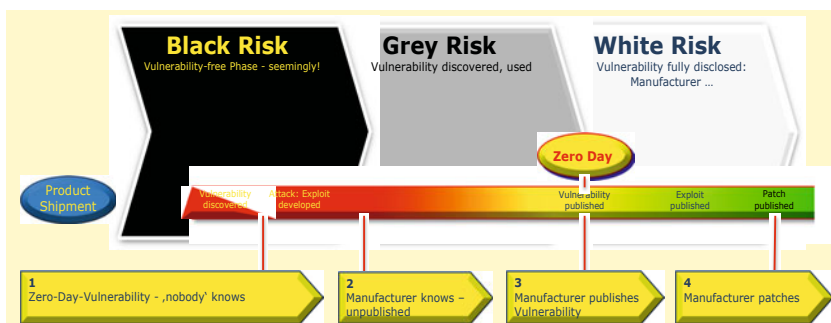 Black Risk
Vulnerability-free Phase - seemingly!
Grey Risk
Vulnerability discovered, used
White Risk
Vulnerability fully disclosed:
Manufacturer ...
Zero Day
Product
Shipment
Vulnerability
discovered
Attack: Exploit
developed
Vulnerability
published
Exploit
published
Patch
published
1
Zero-Day-Vulnerability - ‚nobody‘ knows
2
Manufacturer knows –
unpublished
3
Manufacturer publishes
Vulnerability
4
Manufacturer patches